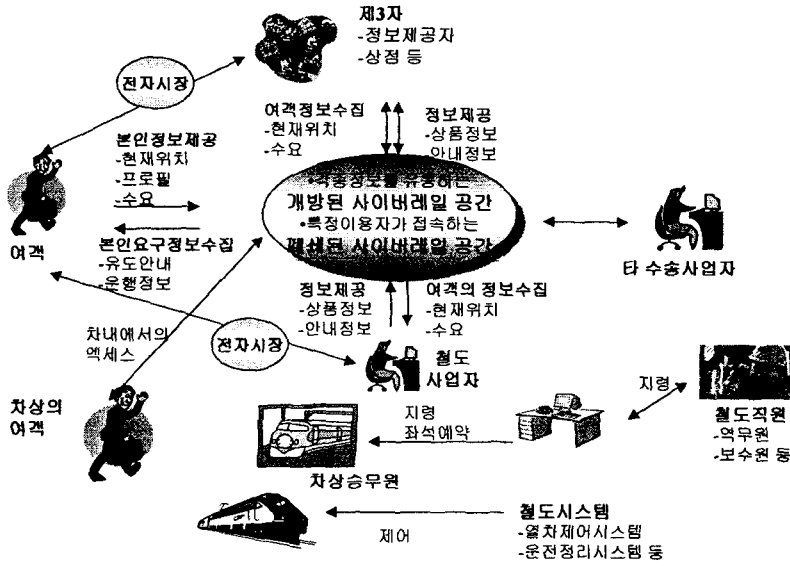 제3자
-정보제공자
-상점 등
전자시장
여객정보수집
-현재위치
-수요
정보제공
-상품정보
-안내정보
본인정보제공
-현재위치
-프로필
-수요
•각종정보를 유통하는
개방된 사이버레일 공간
•특정이용자가 접속하는
폐쇄된 사이버레일 공간
여객
본인요구정보수집
-유도안내
-운행정보
타 수송사업자
정보제공
-상품정보
-안내정보
여객의 정보수집
-현재위치
-수요
차내에서의
엑세스
전자시장
철도
사업자
차상의
여객
지령
좌석예약
차상승무원
지령
철도직원
-역무원
-보수원 등
제어
철도시스템
-열차제어시스템
-운전정리시스템 등